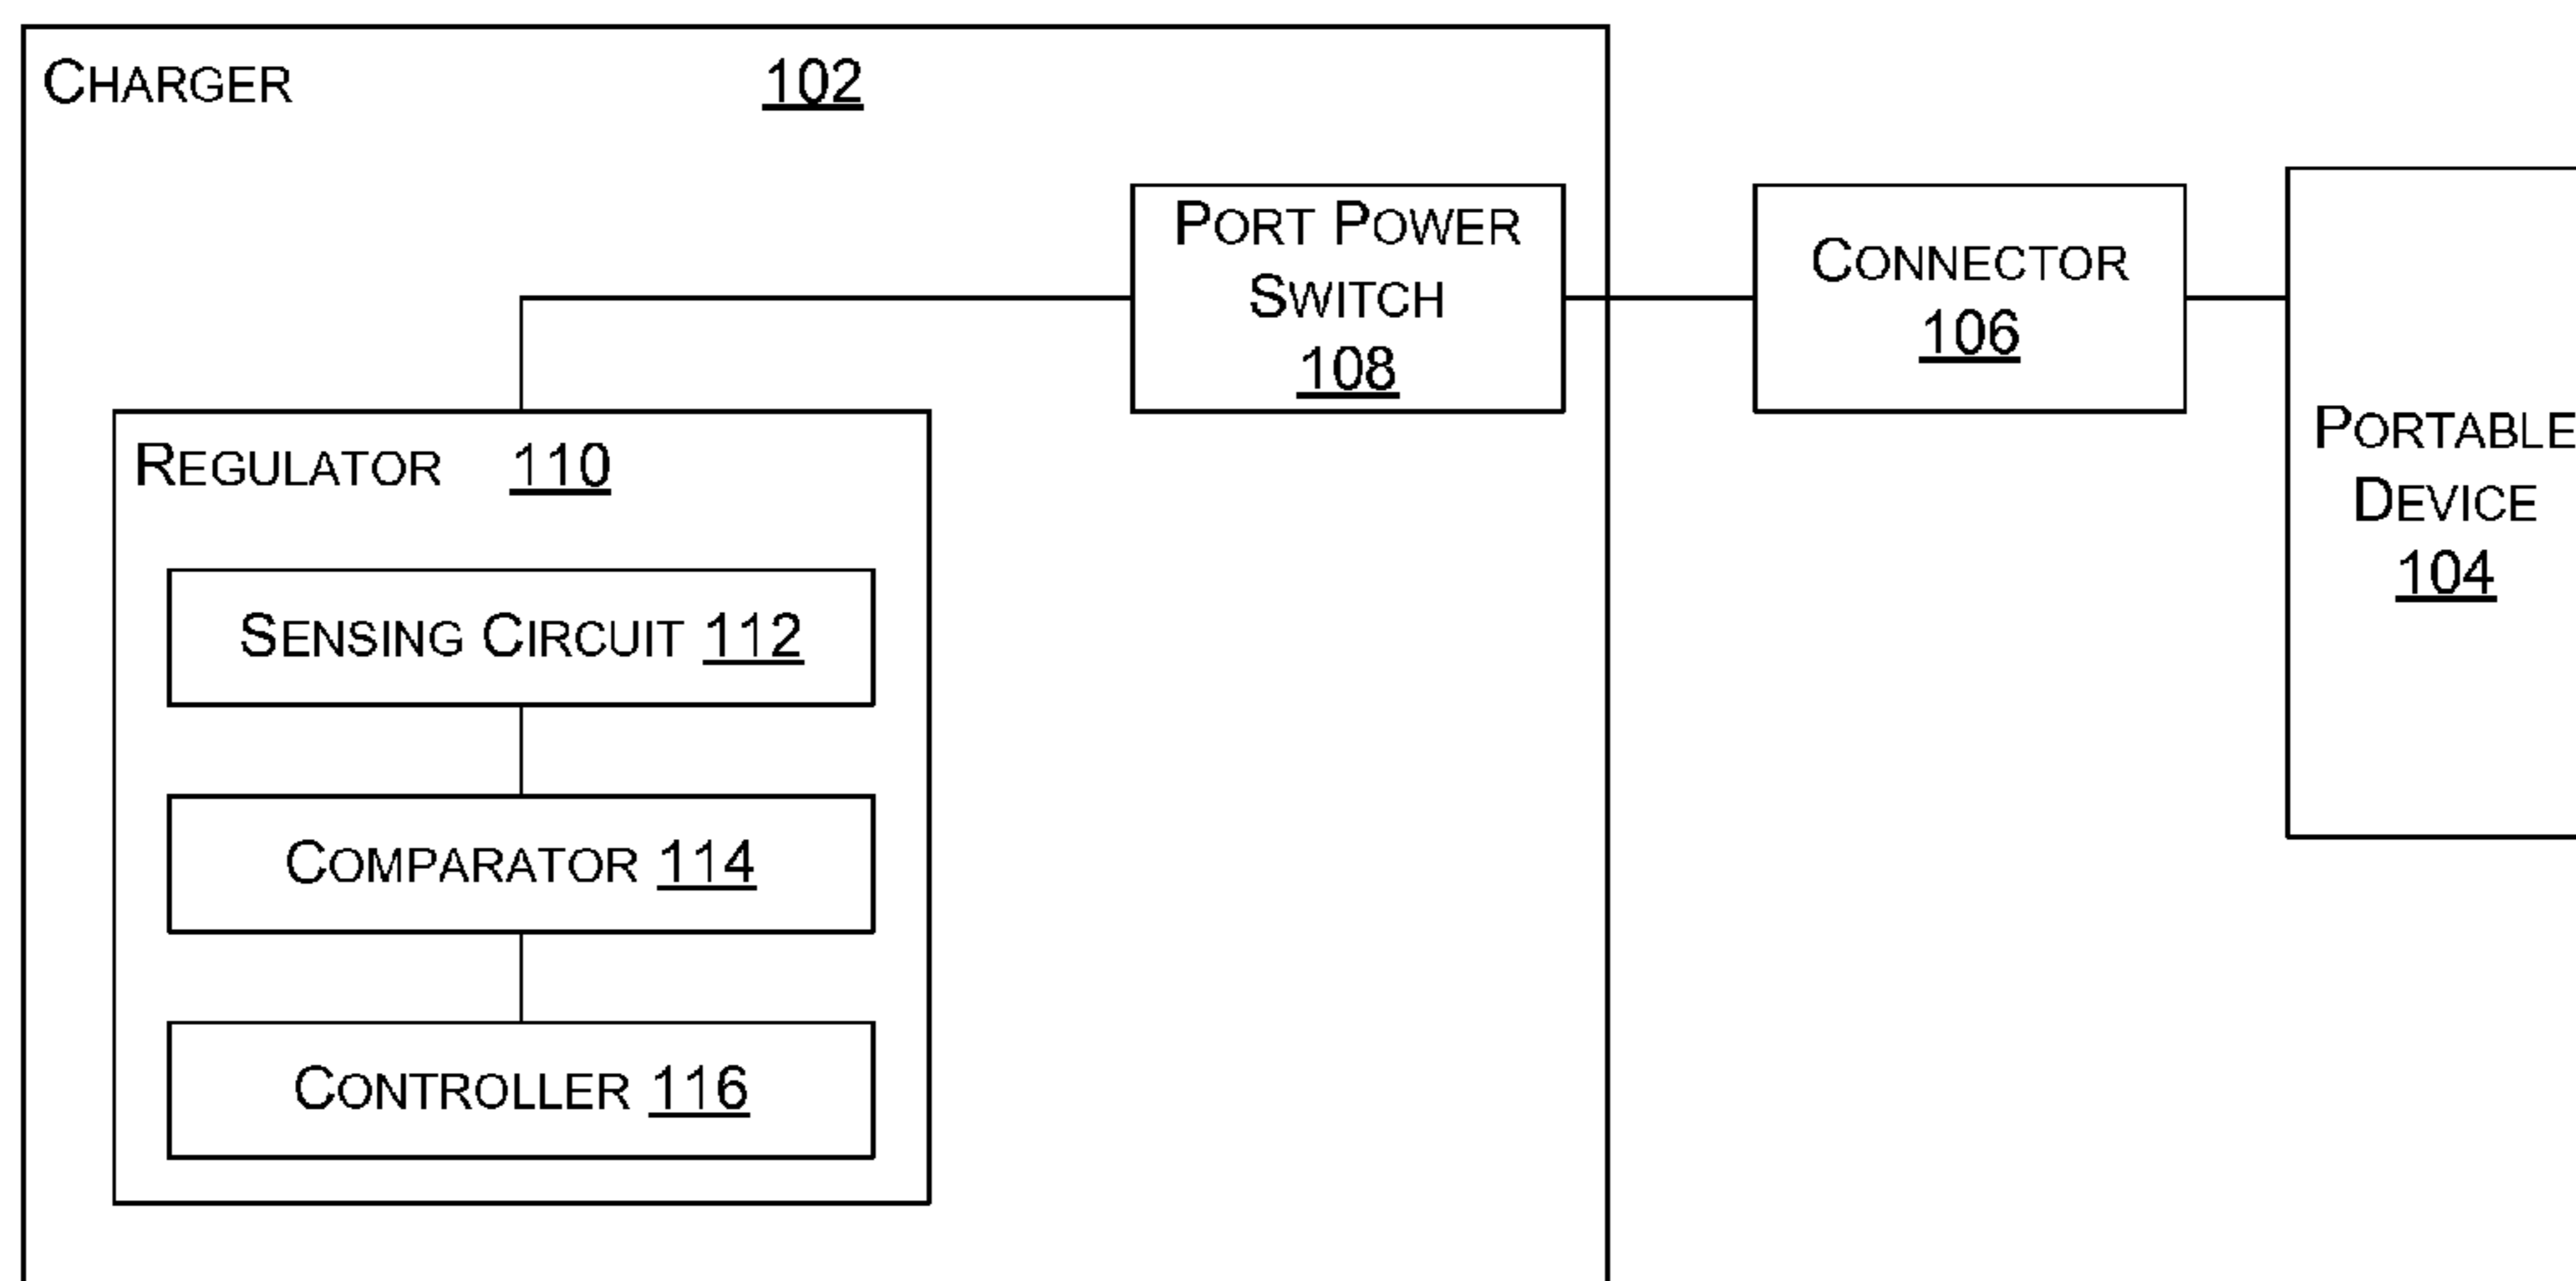 CHARGER 102
PORT POWER
SWITCH
108
CONNECTOR
106
PORTABLE
DEVICE
104
REGULATOR 110
SENSING CIRCUIT 112
COMPARATOR 114
CONTROLLER 116